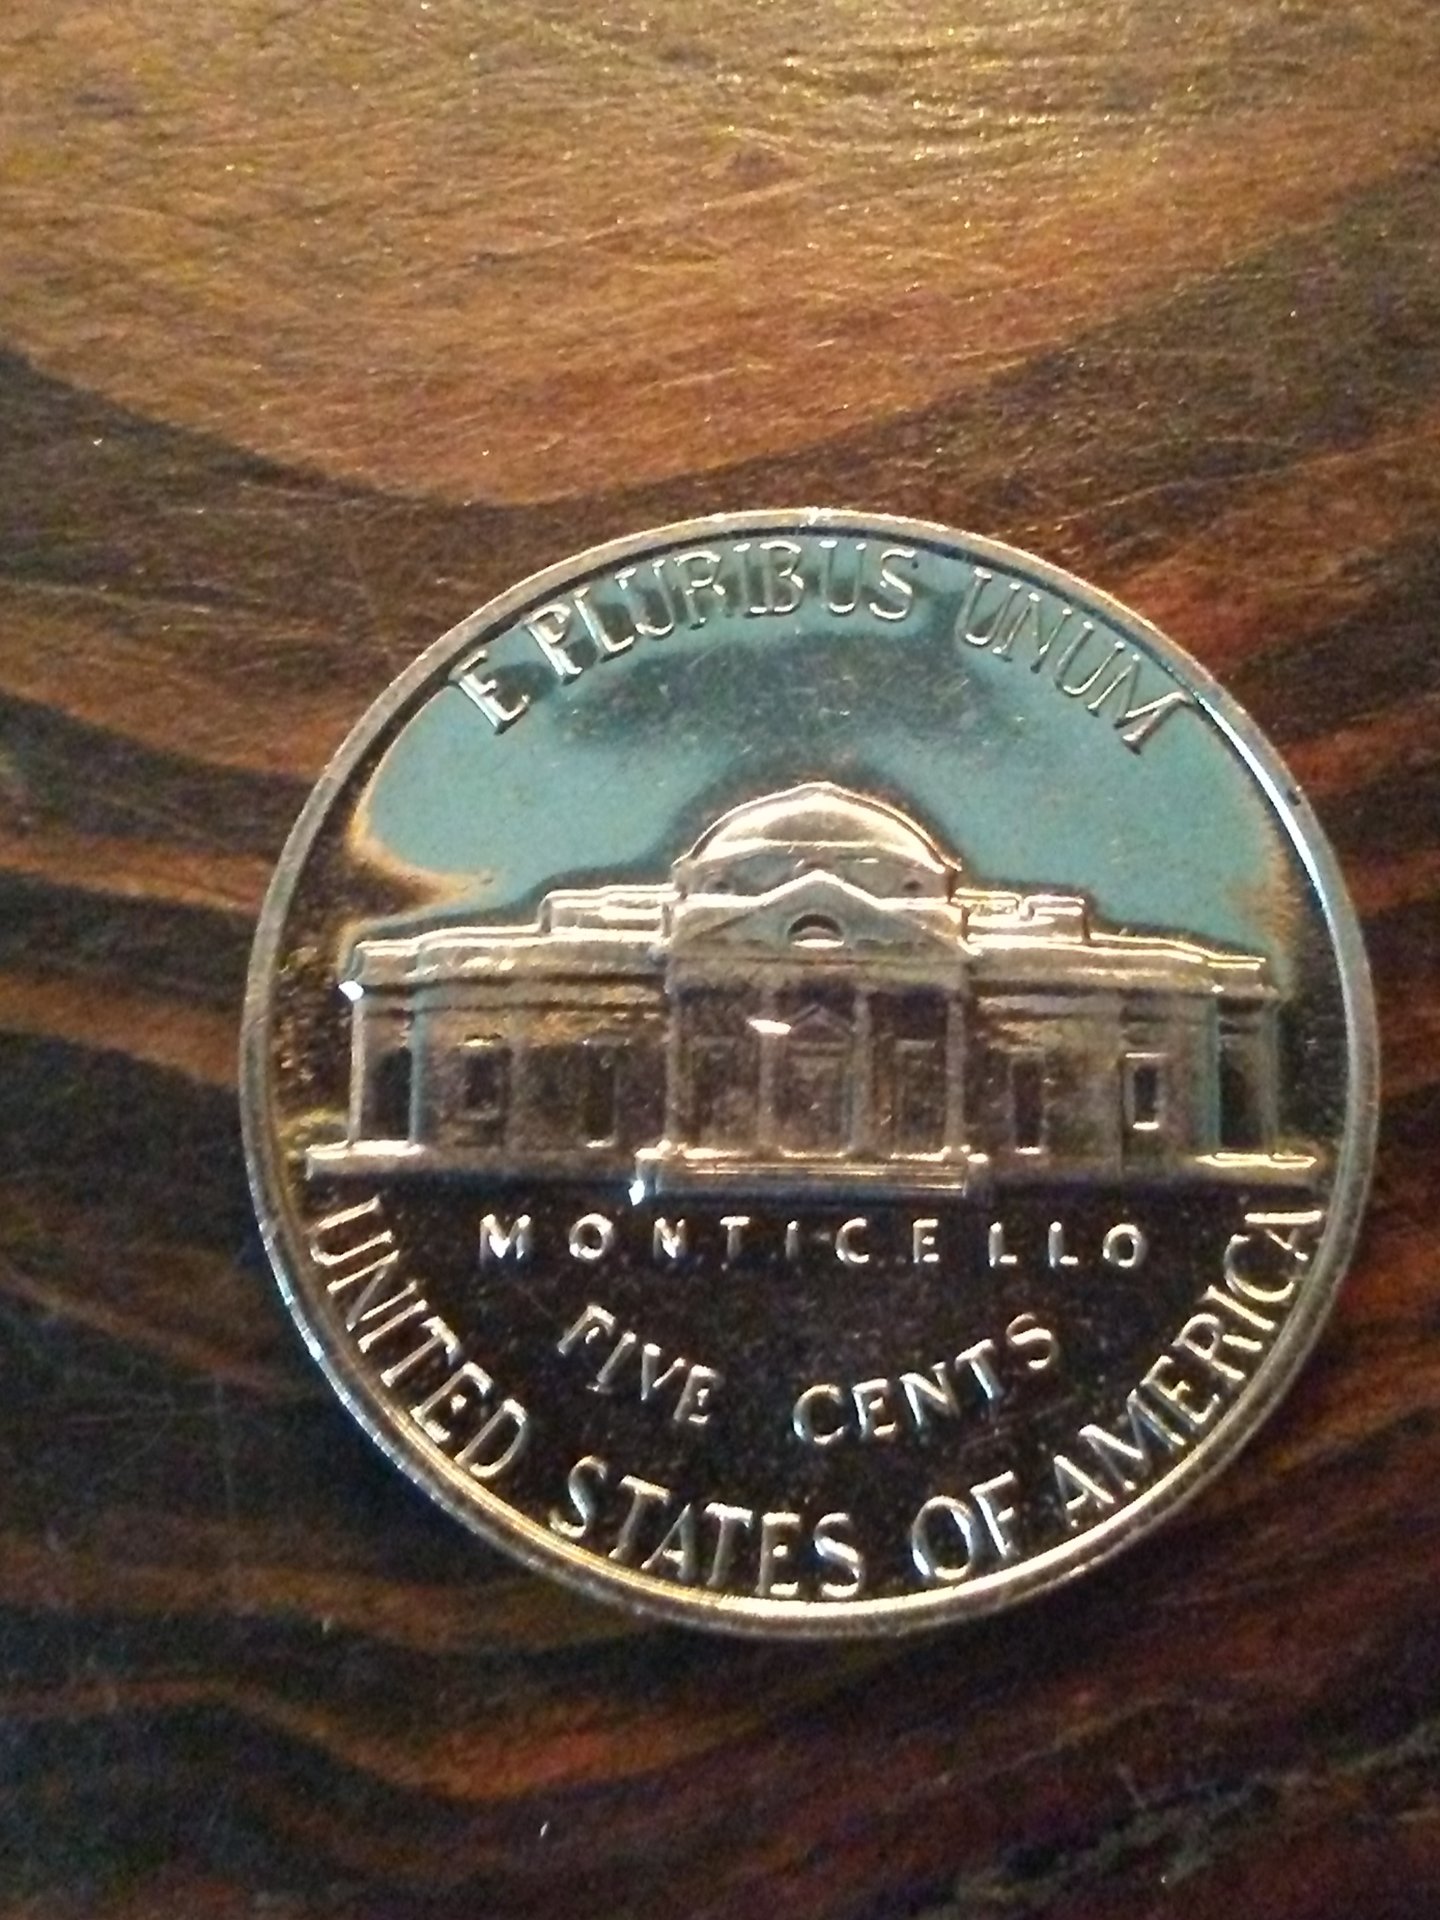 E PLURIBUS UNUM
MONTICELLO
FIVE CENTS
UNITED STATES OF AMERICA